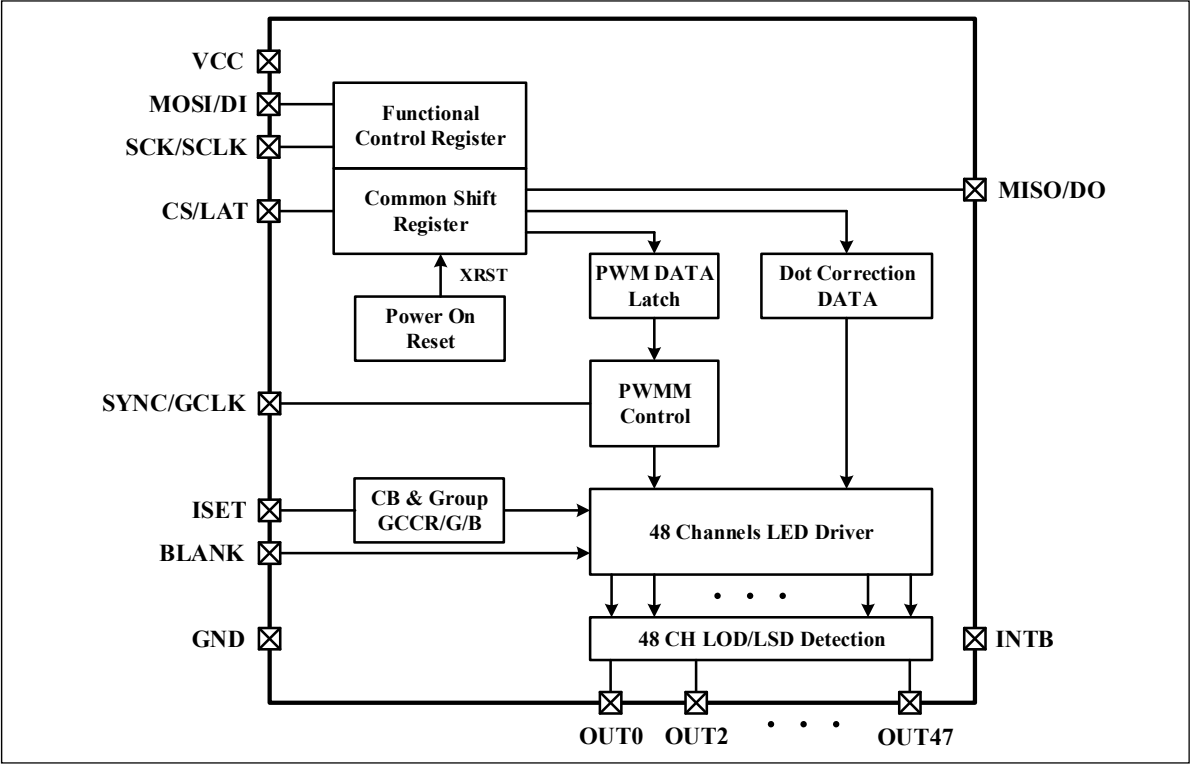 VCC
MOSI/DI
SCK/SCLK
CS/LAT
Functional
Control Register
Common Shift
Register
MISO/DO
XRST
Power On
Reset
PWM DATA
Latch
Dot Correction
DATA
SYNC/GCLK
PWMM
Control
ISET
CB & Group
GCCR/G/B
BLANK
48 Channels LED Driver
• • •
GND
48 CH LOD/LSD Detection
INTB
OUT0
OUT2
• • •
OUT47